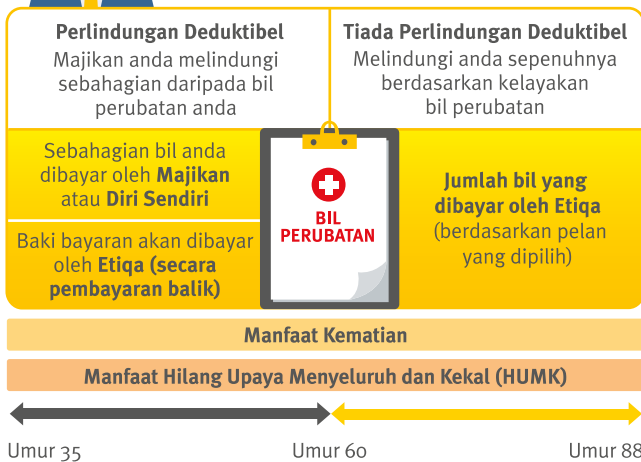 Perlindungan Deduktibel
Majikan anda melindungi
sebahagian daripada bil
perubatan anda
Tiada Perlindungan Deduktibel
Melindungi anda sepenuhnya
berdasarkan kelayakan
bil perubatan
Sebahagian bil anda
dibayar oleh Majikan
atau Diri Sendiri
Baki bayaran akan dibayar
oleh Etiqa (secara
pembayaran balik)
BIL
PERUBATAN
Jumlah bil yang
dibayar oleh Etiqa
(berdasarkan pelan
yang dipilih)
Manfaat Kematian
Manfaat Hilang Upaya Menyeluruh dan Kekal (HUMK)
Umur 35
Umur 60
Umur 88